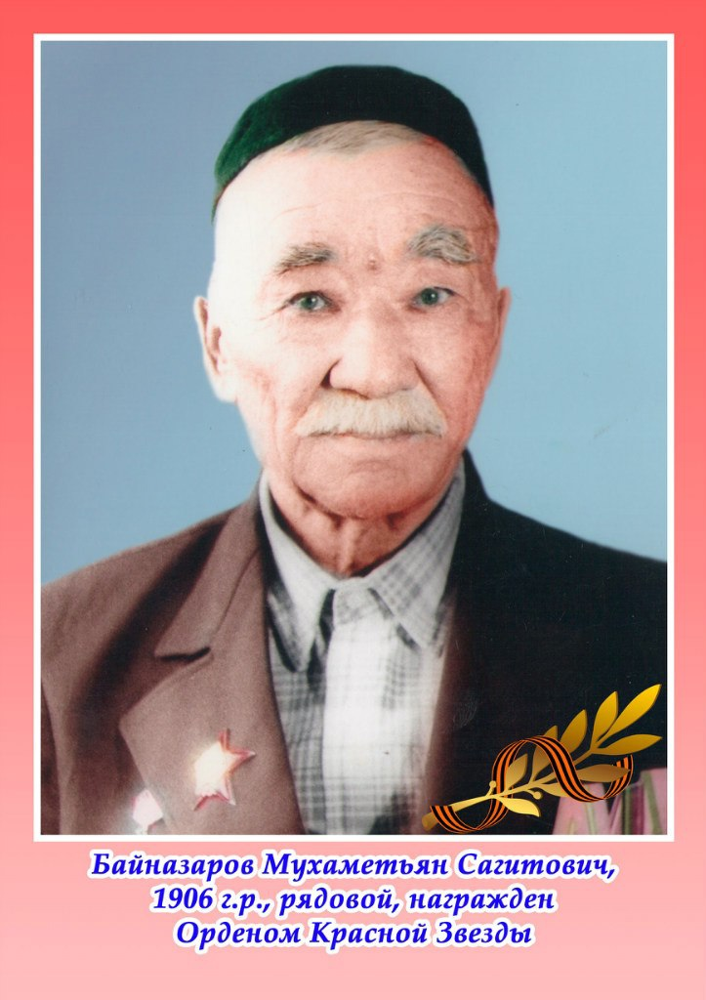 Байназаров Мухаметьян Сагитович,
1906 г.р., рядовой, награжден
Орденом Красной Звезды